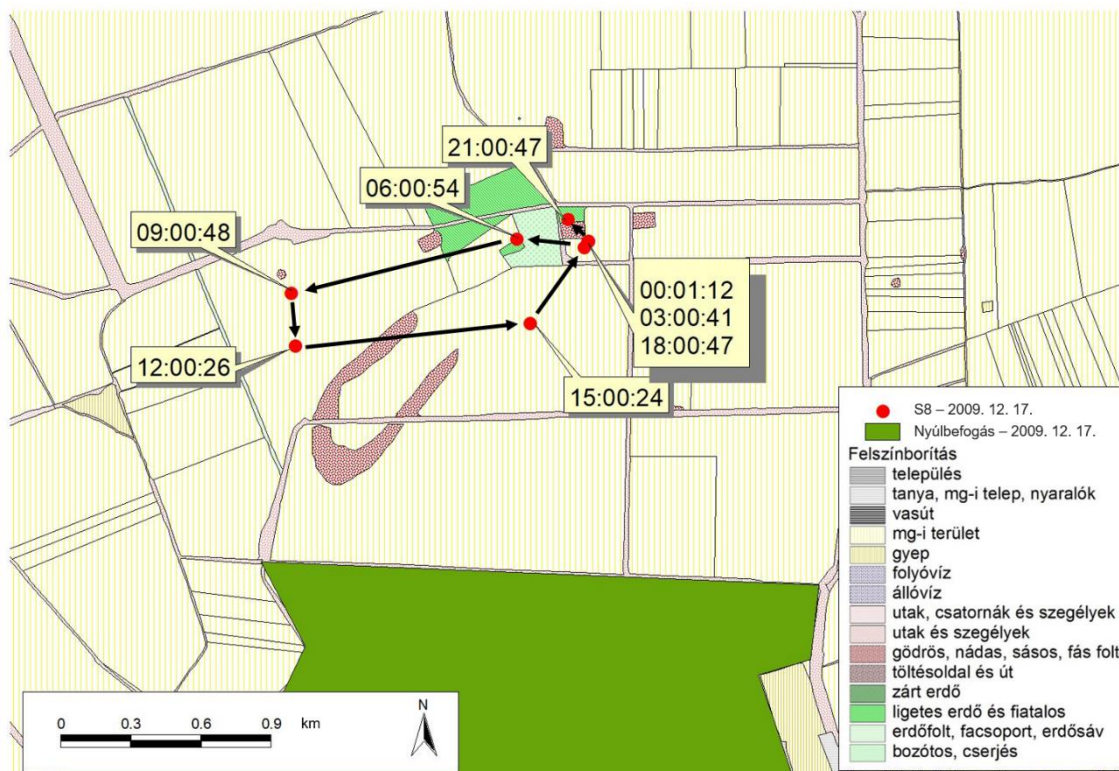 21:00:47
06:00:54
09:00:48
00:01:12
03:00:41
18:00:47
12:00:26
15:00:24
S8 – 2009. 12. 17.
Nyúlbefogás – 2009. 12. 17.
Felszínborítás
település
tanya, mg-i telep, nyaralók
vasút
mg-i terület
gyep
folyóvíz
állóvíz
utak, csatornák és szegélyek
utak és szegélyek
gödrös, nádas, sásos, fás folt
töltésoldal és út
zárt erdő
ligetes erdő és fiatalos
erdőfolt, facsoport, erdősáv
bozótos, cserjés
0 0.3 0.6 0.9 km
N